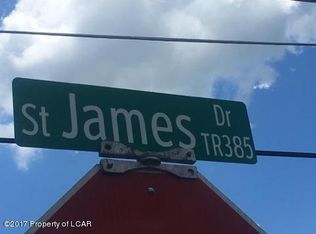 St James Dr
TR385
©2017 Property of LCAR